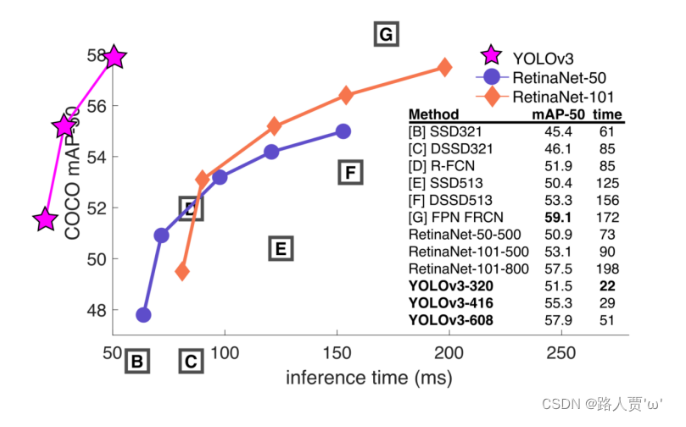 G
58
YOLOv3
RetinaNet-50
RetinaNet-101
COCO mAP-50
56
54
52
50
48
D
F
E
Method mAP-50 time
[B] SSD321 45.4 61
[C] DSSD321 46.1 85
[D] R-FCN 51.9 85
[E] SSD513 50.4 125
[F] DSSD513 53.3 156
[G] FPN FRCN 59.1 172
RetinaNet-50-500 50.9 73
RetinaNet-101-500 53.1 90
RetinaNet-101-800 57.5 198
YOLOv3-320 51.5 22
YOLOv3-416 55.3 29
YOLOv3-608 57.9 51
50 100 150 200 250
B C
inference time (ms)
CSDN @路人贾'ω'